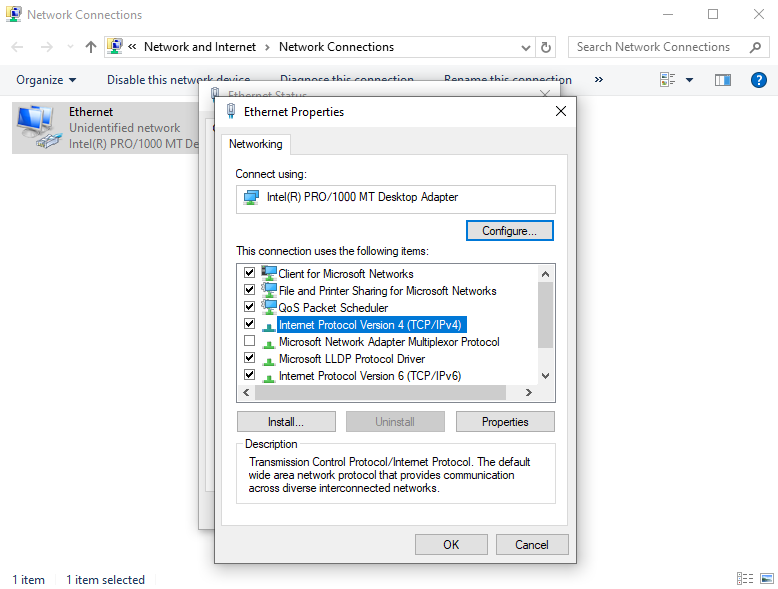 Network Connections
« Network and Internet › Network Connections
Search Network Connections
Organize
Disable this network device
Diagnose this connection
Rename this connection
»
?
Ethernet
Unidentified network
Intel(R) PRO/1000 MT De
Ethernet Status
Ethernet Properties
Networking
Connect using:
Intel(R) PRO/1000 MT Desktop Adapter
Configure...
This connection uses the following items:
Client for Microsoft Networks
File and Printer Sharing for Microsoft Networks
QoS Packet Scheduler
Internet Protocol Version 4 (TCP/IPv4)
Microsoft Network Adapter Multiplexor Protocol
Microsoft LLDP Protocol Driver
Internet Protocol Version 6 (TCP/IPv6)
Install...
Uninstall
Properties
Description
Transmission Control Protocol/Internet Protocol. The default
wide area network protocol that provides communication
across diverse interconnected networks.
OK
Cancel
1 item
1 item selected